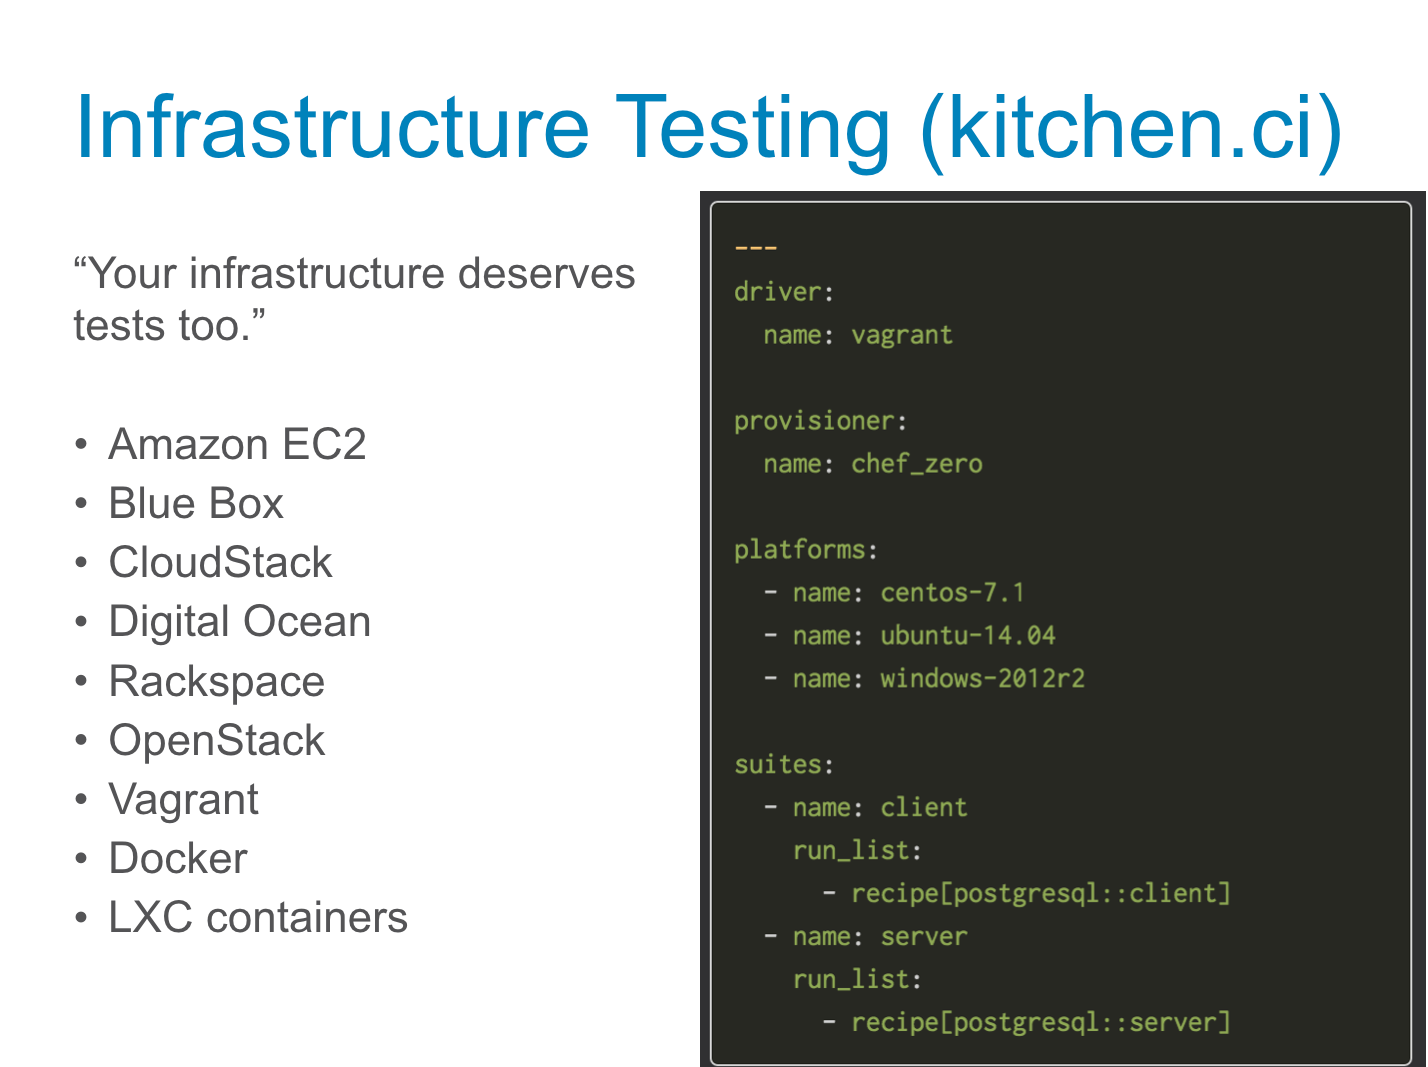 Infrastructure Testing (kitchen.ci)
“Your infrastructure deserves
tests too.”
• Amazon EC2
• Blue Box
• CloudStack
• Digital Ocean
• Rackspace
• OpenStack
• Vagrant
• Docker
• LXC containers
---
driver:
  name: vagrant
provisioner:
  name: chef_zero
platforms:
  - name: centos-7.1
  - name: ubuntu-14.04
  - name: windows-2012r2
suites:
  - name: client
    run_list:
      - recipe[postgresql::client]
  - name: server
    run_list:
      - recipe[postgresql::server]